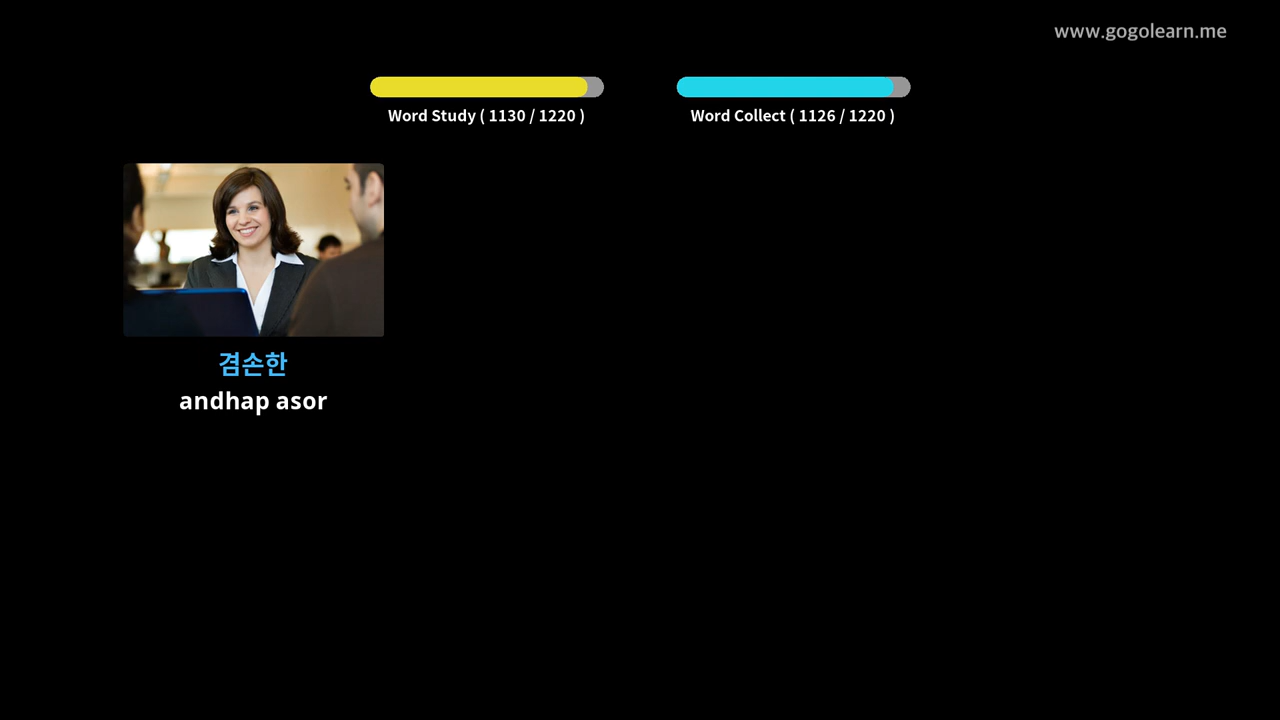 www.gogolearn.me
Word Study ( 1130 / 1220 )
Word Collect ( 1126 / 1220 )
겸손한
andhap asor